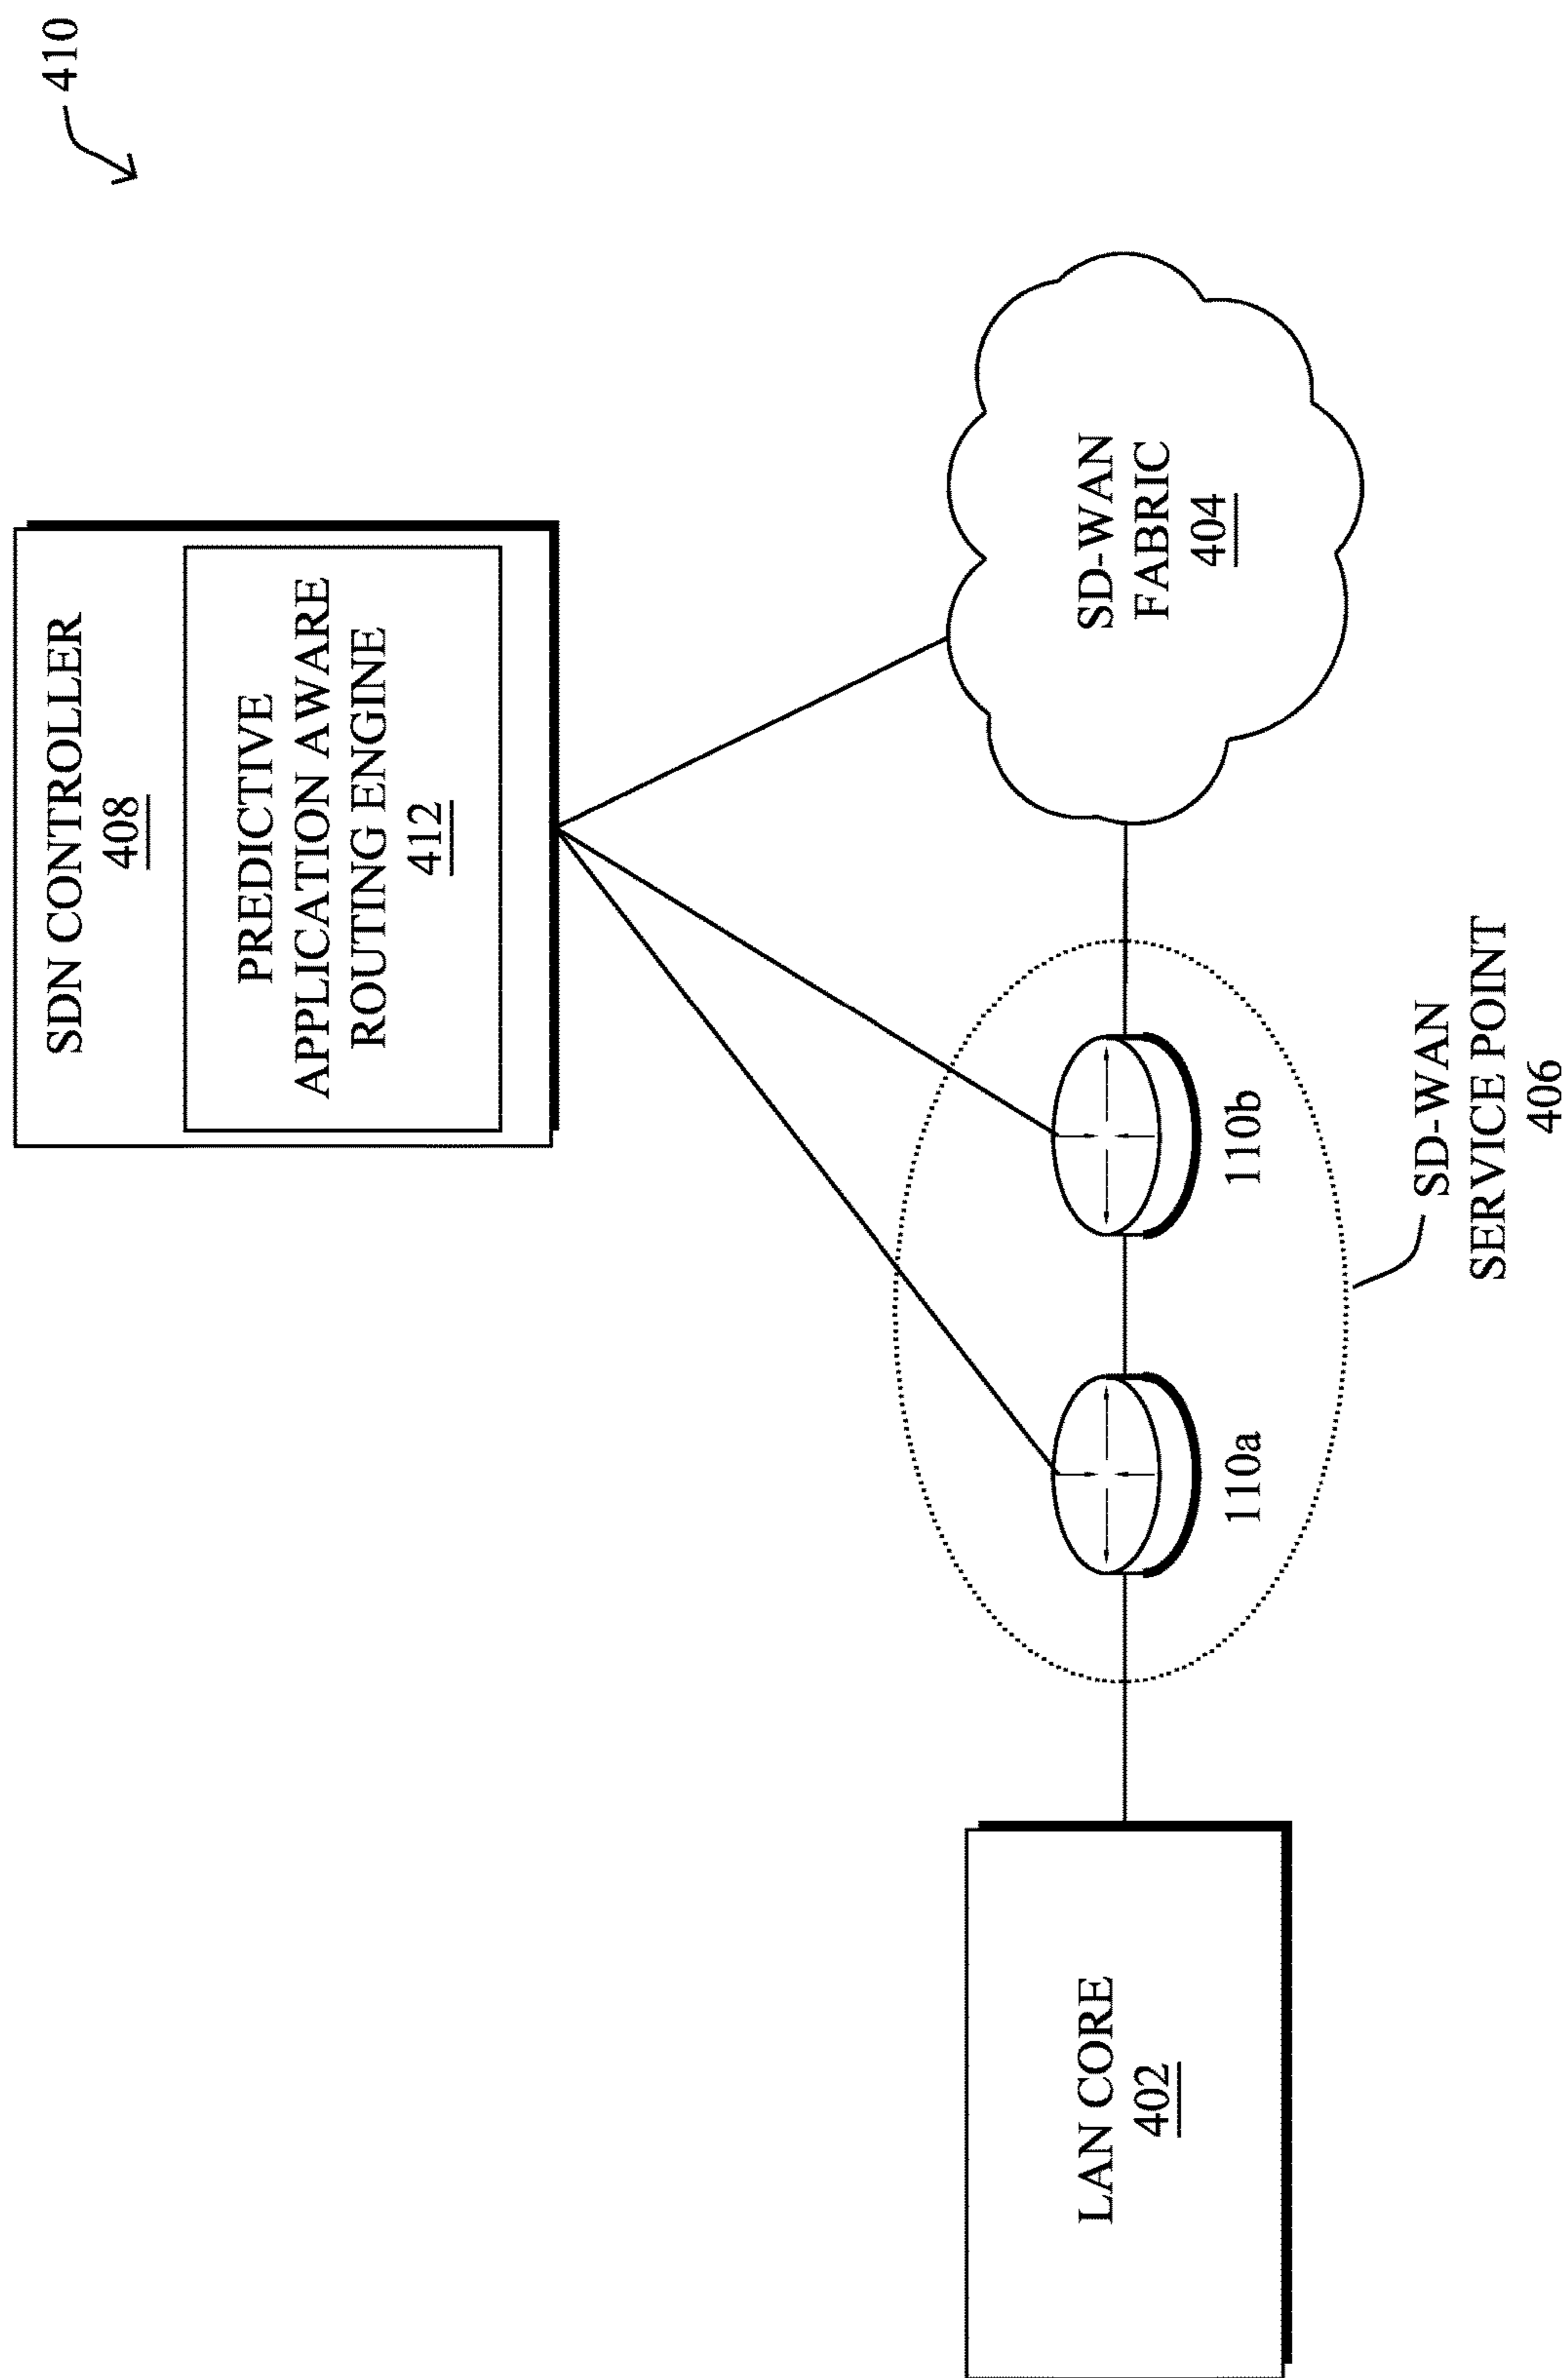 410
SDN CONTROLLER
408
PREDICTIVE
APPLICATION AWARE
ROUTING ENGINE
412
LAN CORE
402
110a
110b
SD-WAN
FABRIC
404
SD-WAN
SERVICE POINT
406